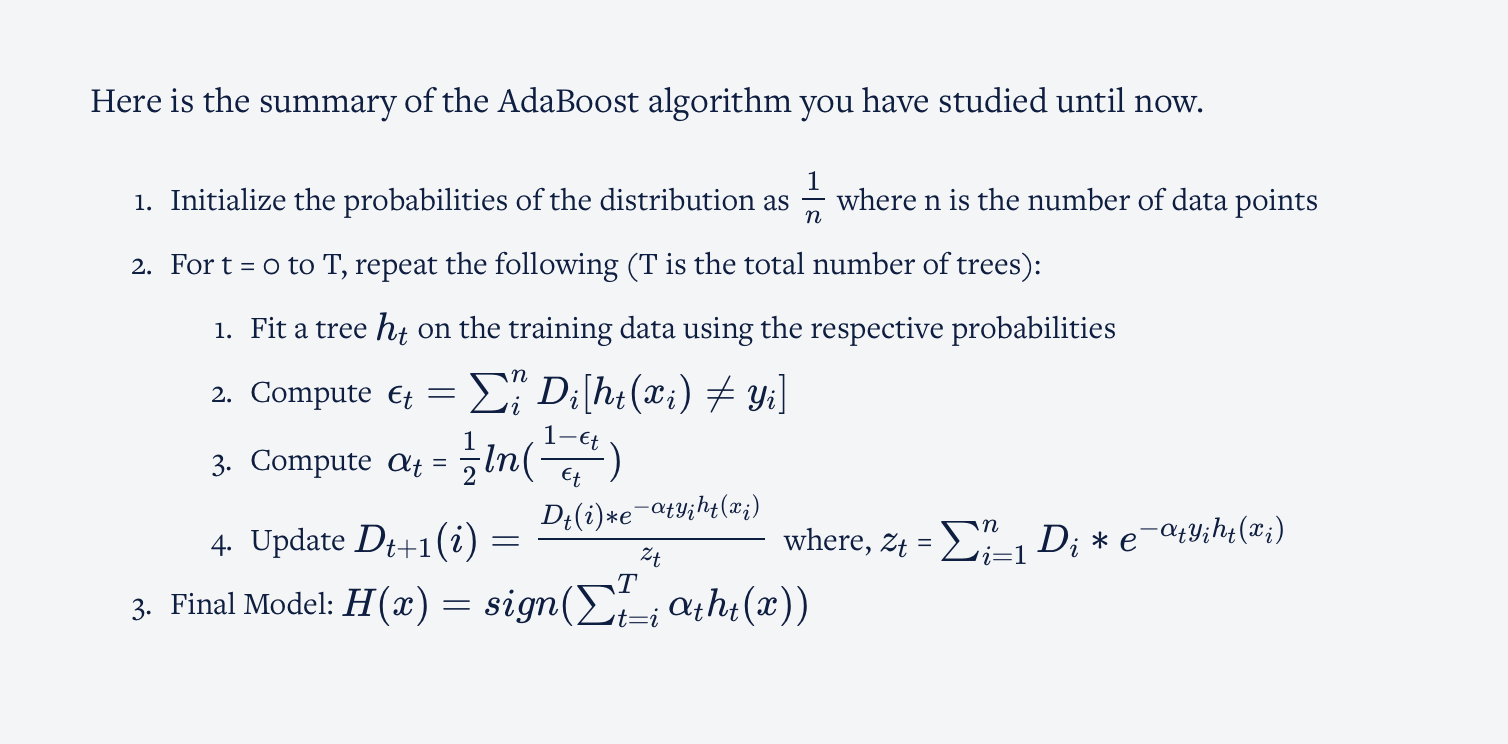 Here is the summary of the AdaBoost algorithm you have studied until now.
1. Initialize the probabilities of the distribution as $\frac{1}{n}$ where n is the number of data points
2. For t = 0 to T, repeat the following (T is the total number of trees):
1. Fit a tree $h_t$ on the training data using the respective probabilities
2. Compute $\epsilon_t = \sum_i^n D_i[h_t(x_i) \neq y_i]$
3. Compute $\alpha_t$ = $\frac{1}{2}ln(\frac{1-\epsilon_t}{\epsilon_t})$
4. Update $D_{t+1}(i) = \frac{D_t(i)*e^{-\alpha_t y_i h_t(x_i)}}{z_t}$ where, $z_t$ = $\sum_{i=1}^n D_i * e^{-\alpha_t y_i h_t(x_i)}$
3. Final Model: $H(x) = sign(\sum_{t=i}^T \alpha_t h_t(x))$